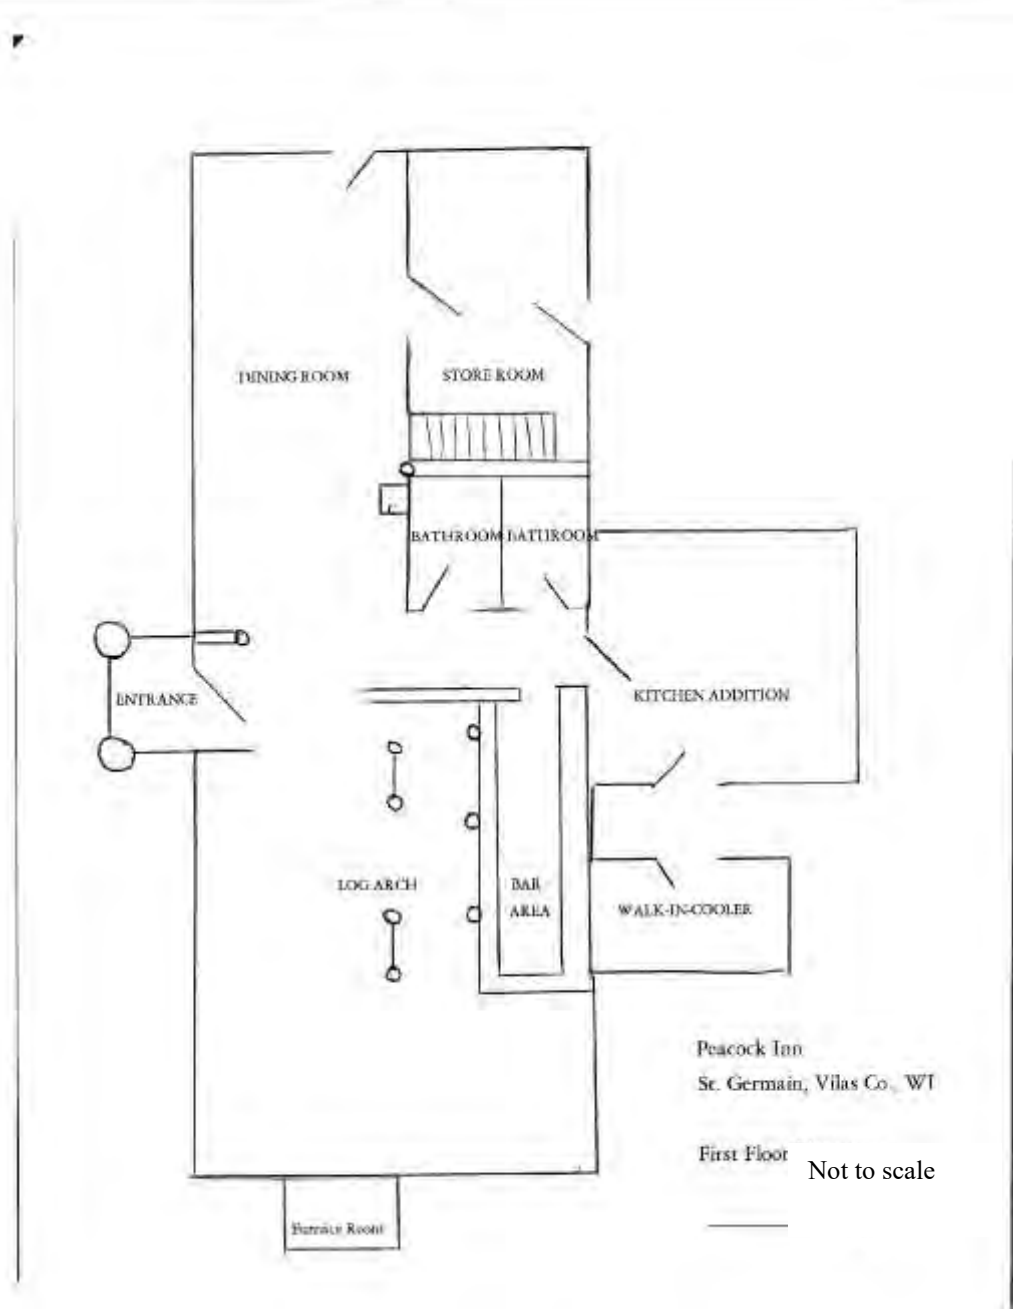 DINING ROOM
STORE ROOM
BATHROOM
BATHROOM
ENTRANCE
KITCHEN ADDITION
LOG ARCH
BAR
AREA
WALK-IN-COOLER
Peacock Inn
St. Germain, Vilas Co., WI
First Floor
Not to scale
Furnace Room